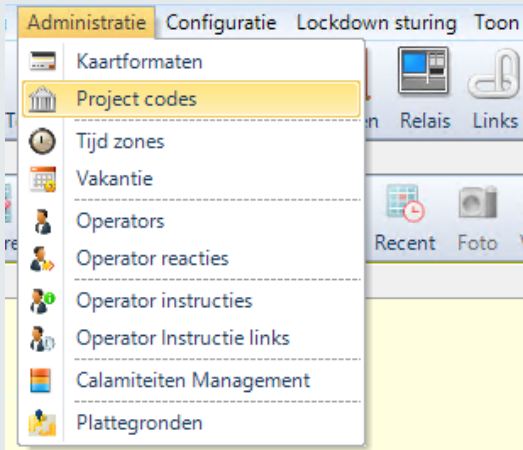 Administratie Configuratie Lockdown sturing Toon
Kaartformaten
Project codes
Relais Links
Tijd zones
Vakantie
Operators
Recent Foto
Operator reacties
Operator instructies
Operator Instructie links
Calamiteiten Management
Plattegronden